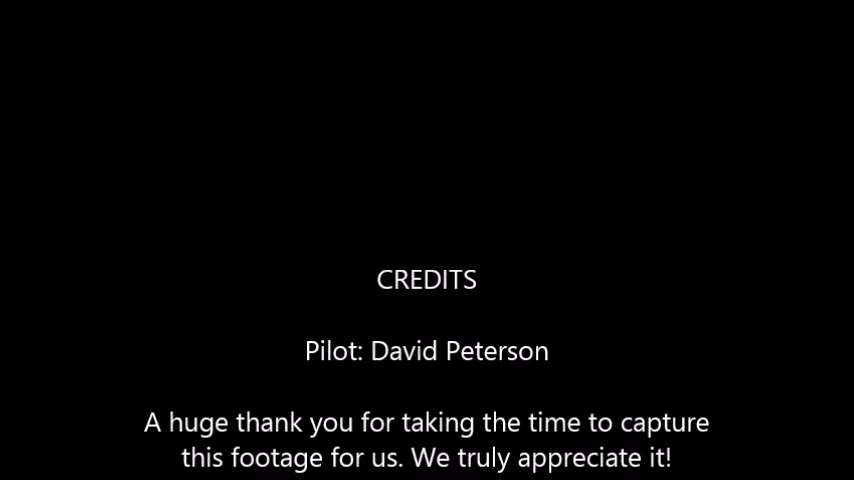 CREDITS
Pilot: David Peterson
A huge thank you for taking the time to capture
this footage for us. We truly appreciate it!